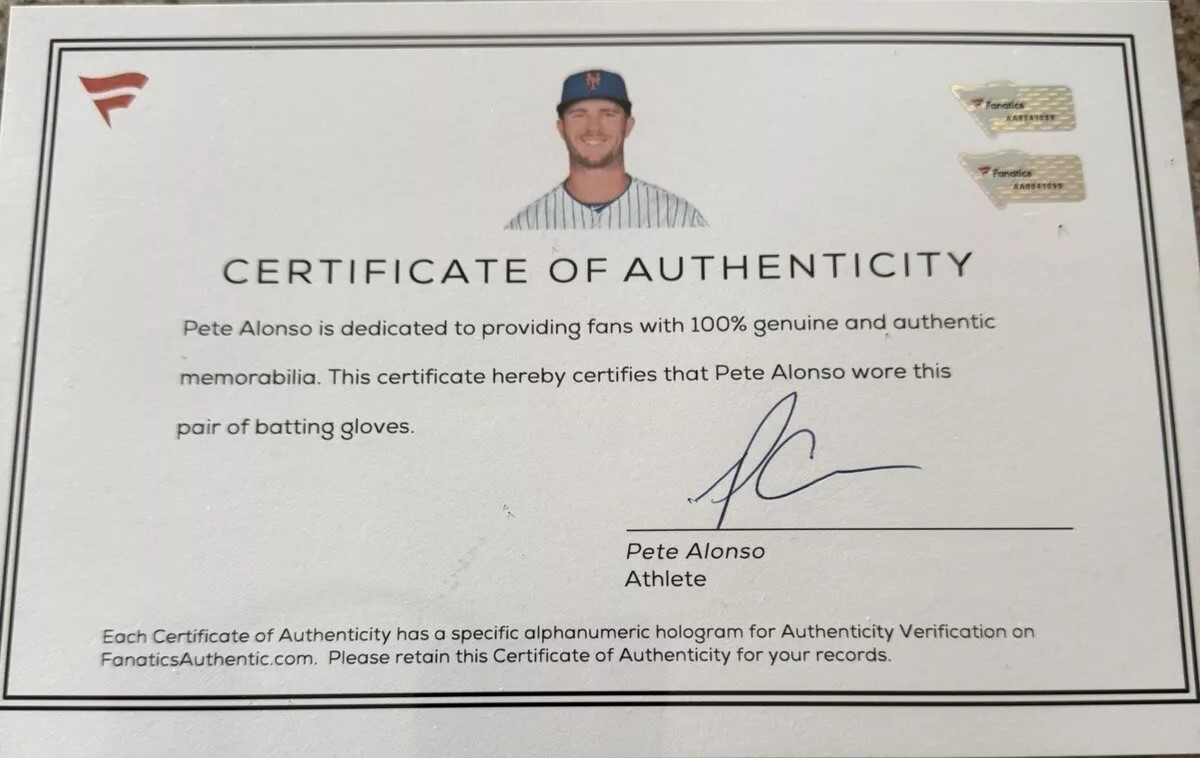 NY
Fanatics
Fanatics
CERTIFICATE OF AUTHENTICITY
Pete Alonso is dedicated to providing fans with 100% genuine and authentic
memorabilia. This certificate hereby certifies that Pete Alonso wore this
pair of batting gloves.
Pete Alonso
Athlete
Each Certificate of Authenticity has a specific alphanumeric hologram for Authenticity Verification on
FanaticsAuthentic.com. Please retain this Certificate of Authenticity for your records.